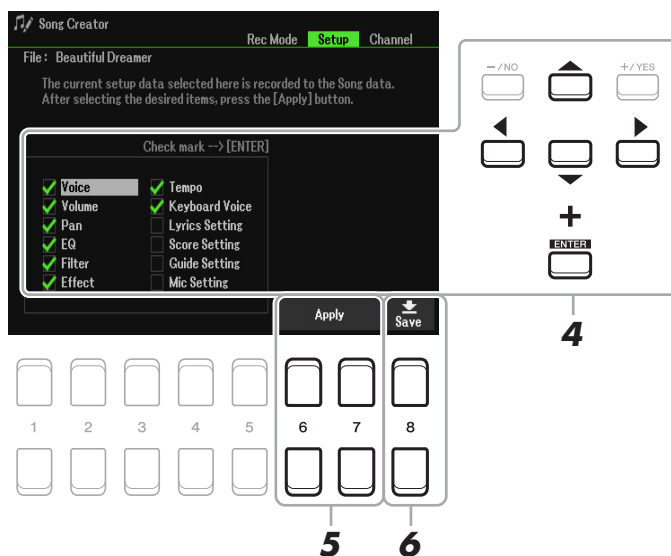 Song Creator
Rec Mode Setup Channel
File : Beautiful Dreamer
The current setup data selected here is recorded to the Song data.
After selecting the desired items, press the [Apply] button.
Check mark --> [ENTER]
Voice Tempo
Volume Keyboard Voice
Pan Lyrics Setting
EQ Score Setting
Filter Guide Setting
Effect Mic Setting
Apply Save
−/NO +/YES
+
ENTER
4
1 2 3 4 5 6 7 8
5 6